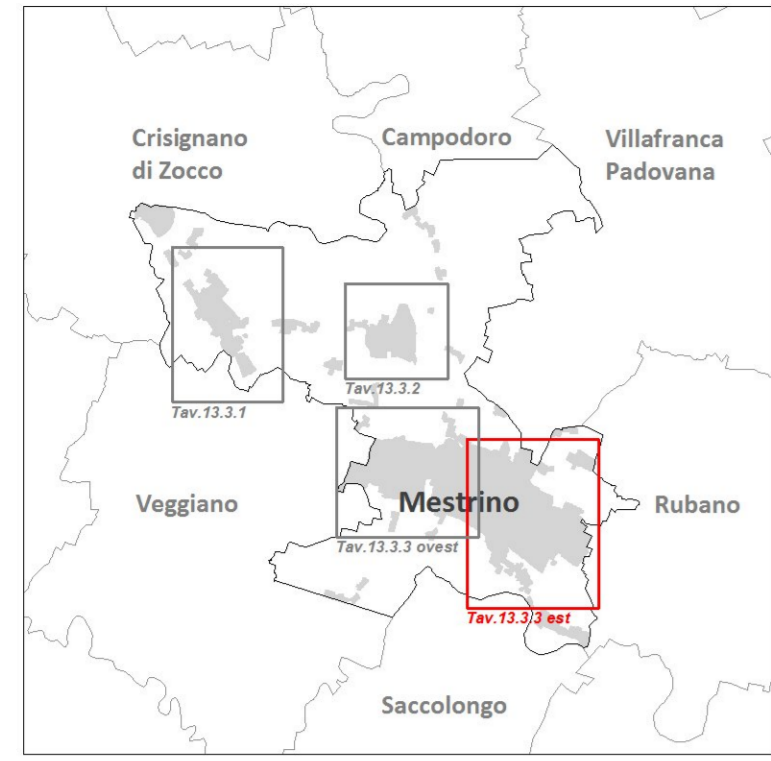 Crisignano
di Zocco
Campodoro
Villafranca
Padovana
Tav.13.3.1
Tav.13.3.2
Veggiano
Mestrino
Rubano
Tav.13.3.3 ovest
Tav.13.3.3 est
Saccolongo